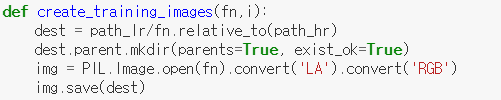 def create_training_images(fn,i):
    dest = path_lr/fn.relative_to(path_hr)
    dest.parent.mkdir(parents=True, exist_ok=True)
    img = PIL.Image.open(fn).convert('LA').convert('RGB')
    img.save(dest)